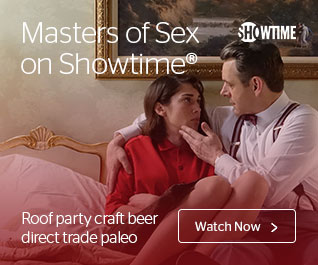 Masters of Sex
on Showtime®
SHOWTIME
Roof party craft beer
direct trade paleo
Watch Now